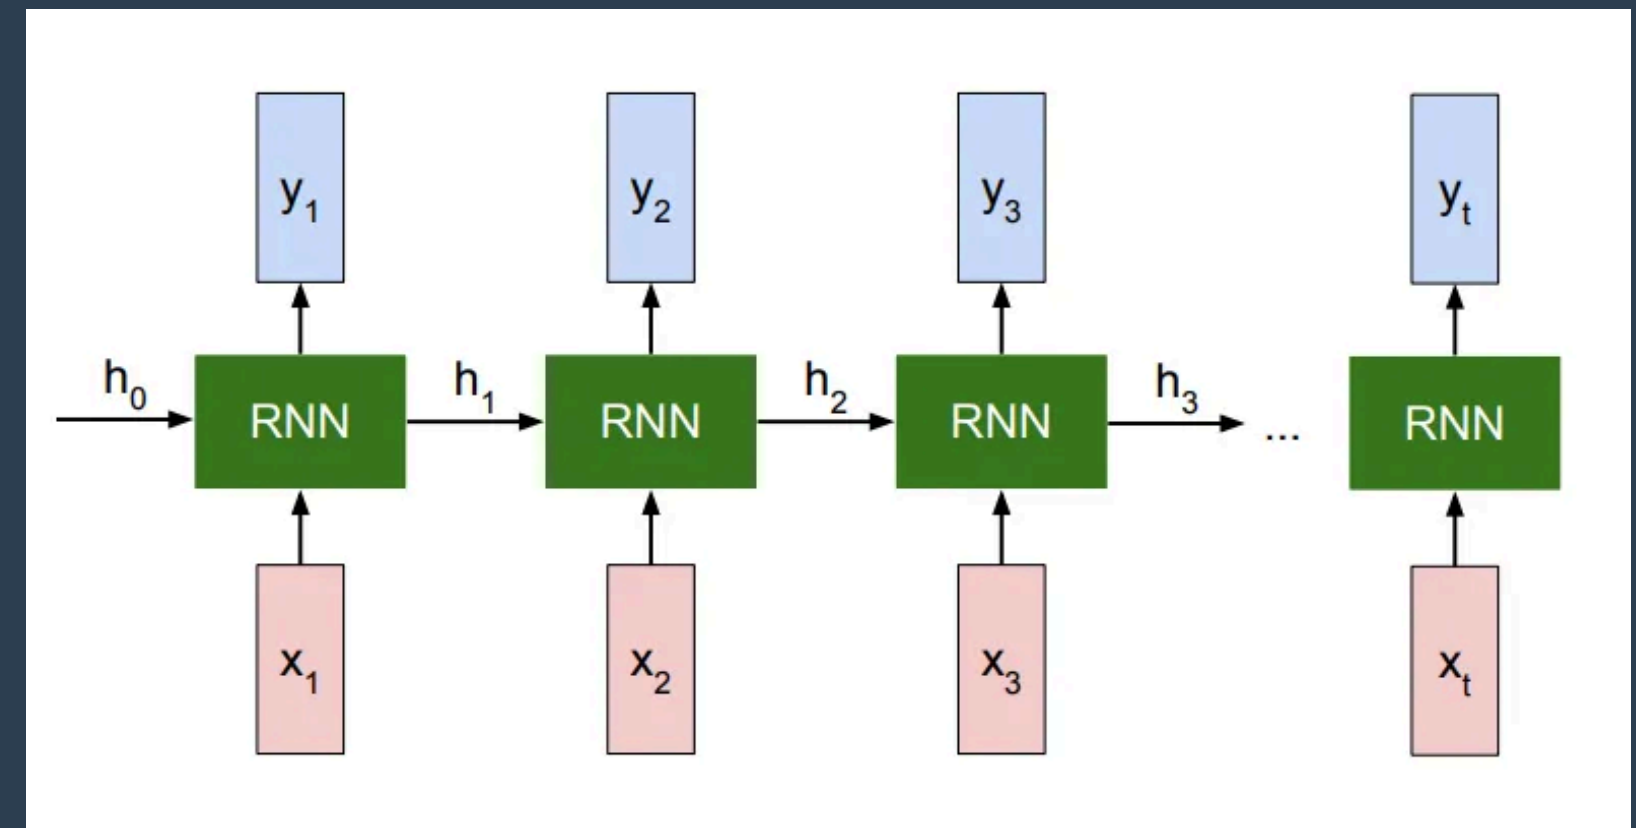 y₁ y₂ y₃ yₜ
h₀ h₁ h₂ h₃
RNN RNN RNN ... RNN
x₁ x₂ x₃ xₜ